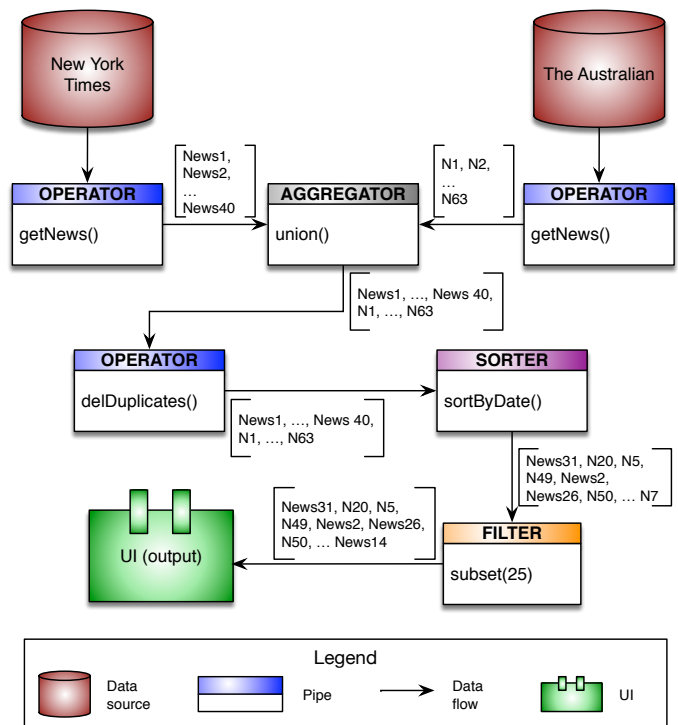 New York
Times
The Australian
News1,
News2,
...
News40
N1, N2,
...
N63
OPERATOR
getNews()
AGGREGATOR
union()
OPERATOR
getNews()
News1, ..., News 40,
N1, ..., N63
OPERATOR
delDuplicates()
SORTER
sortByDate()
News1, ..., News 40,
N1, ..., N63
News31, N20, N5,
N49, News2,
News26, N50, ... N7
News31, N20, N5,
N49, News2, News26,
N50, ... News14
UI (output)
FILTER
subset(25)
Legend
Data
source
Pipe
Data
flow
UI